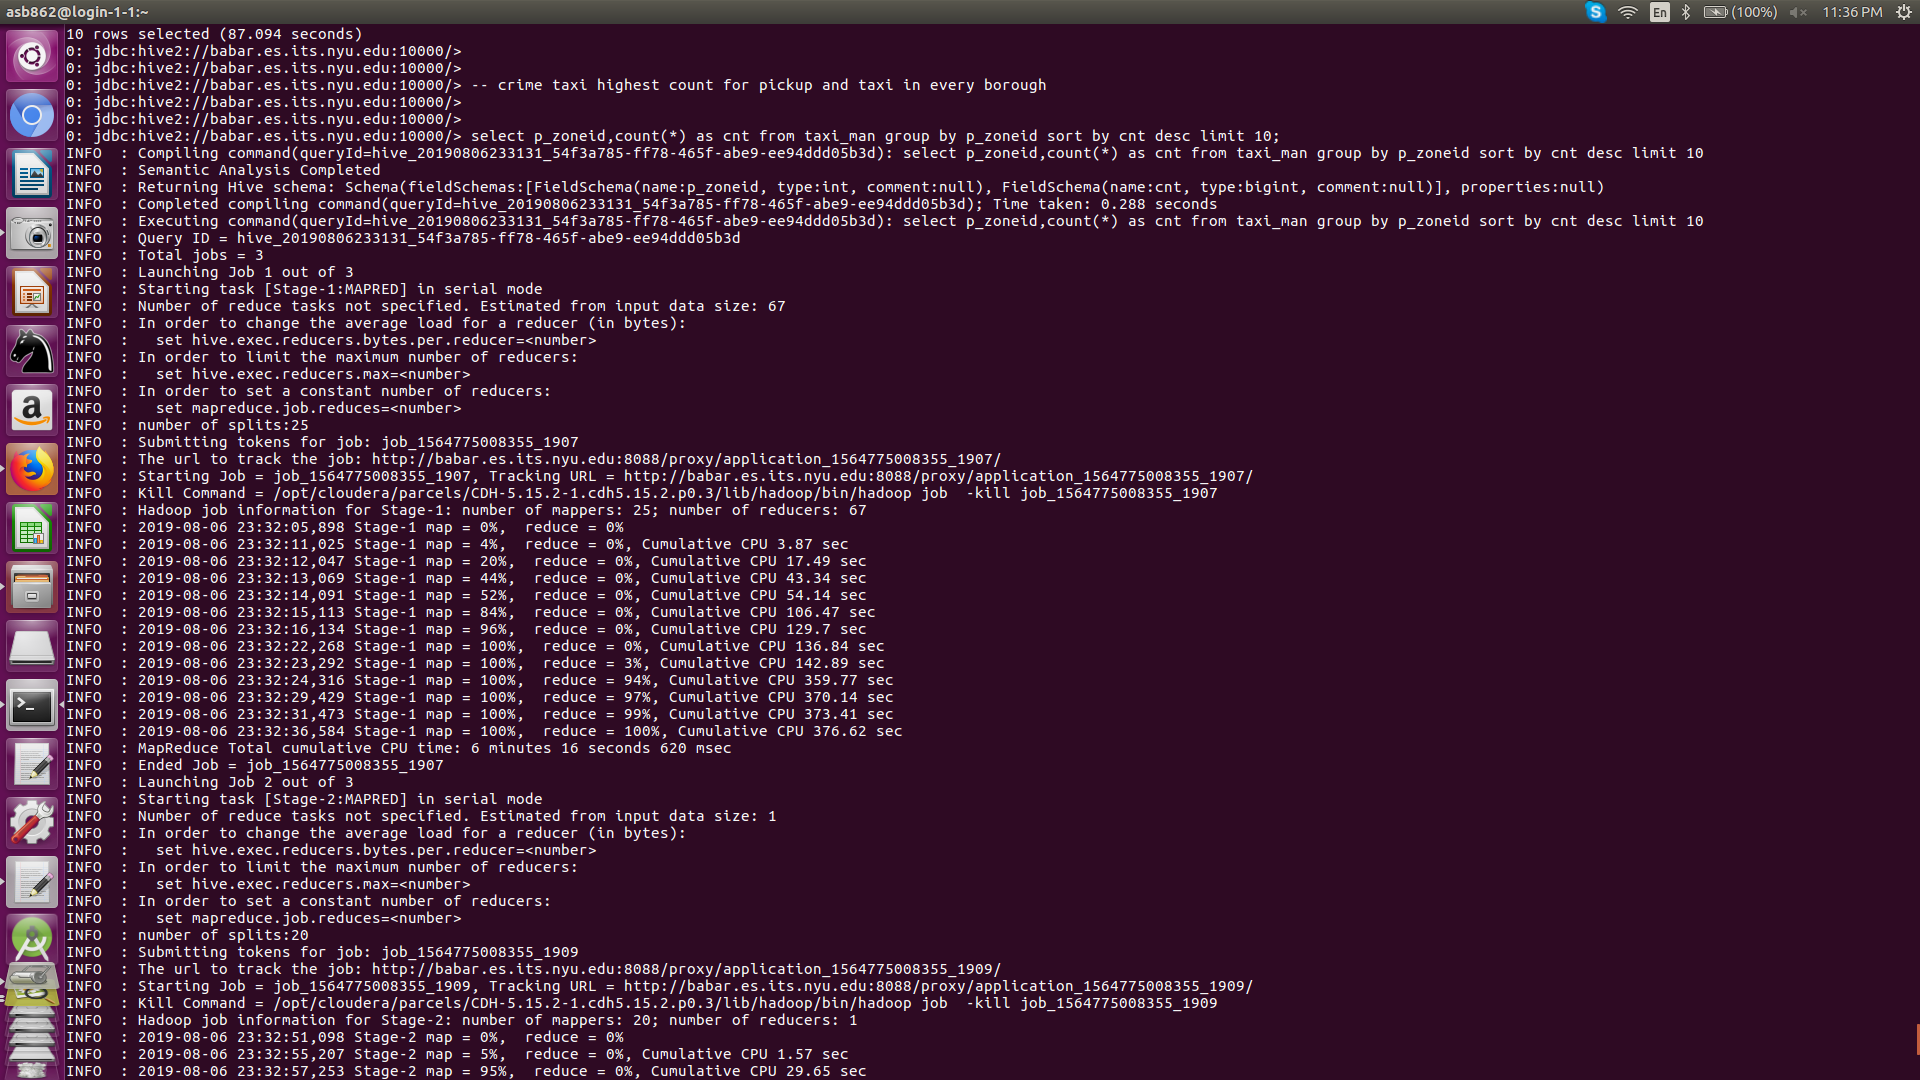 asb862@login-1-1:~
En
(100%)
11:36 PM
10 rows selected (87.094 seconds)
0: jdbc:hive2://babar.es.its.nyu.edu:10000/>
0: jdbc:hive2://babar.es.its.nyu.edu:10000/>
0: jdbc:hive2://babar.es.its.nyu.edu:10000/> -- crime taxi highest count for pickup and taxi in every borough
0: jdbc:hive2://babar.es.its.nyu.edu:10000/>
0: jdbc:hive2://babar.es.its.nyu.edu:10000/>
0: jdbc:hive2://babar.es.its.nyu.edu:10000/> select p_zoneid,count(*) as cnt from taxi_man group by p_zoneid sort by cnt desc limit 10;
INFO  : Compiling command(queryId=hive_20190806233131_54f3a785-ff78-465f-abe9-ee94ddd05b3d): select p_zoneid,count(*) as cnt from taxi_man group by p_zoneid sort by cnt desc limit 10
INFO  : Semantic Analysis Completed
INFO  : Returning Hive schema: Schema(fieldSchemas:[FieldSchema(name:p_zoneid, type:int, comment:null), FieldSchema(name:cnt, type:bigint, comment:null)], properties:null)
INFO  : Completed compiling command(queryId=hive_20190806233131_54f3a785-ff78-465f-abe9-ee94ddd05b3d); Time taken: 0.288 seconds
INFO  : Executing command(queryId=hive_20190806233131_54f3a785-ff78-465f-abe9-ee94ddd05b3d): select p_zoneid,count(*) as cnt from taxi_man group by p_zoneid sort by cnt desc limit 10
INFO  : Query ID = hive_20190806233131_54f3a785-ff78-465f-abe9-ee94ddd05b3d
INFO  : Total jobs = 3
INFO  : Launching Job 1 out of 3
INFO  : Starting task [Stage-1:MAPRED] in serial mode
INFO  : Number of reduce tasks not specified. Estimated from input data size: 67
INFO  : In order to change the average load for a reducer (in bytes):
INFO  :   set hive.exec.reducers.bytes.per.reducer=<number>
INFO  : In order to limit the maximum number of reducers:
INFO  :   set hive.exec.reducers.max=<number>
INFO  : In order to set a constant number of reducers:
INFO  :   set mapreduce.job.reduces=<number>
INFO  : number of splits:25
INFO  : Submitting tokens for job: job_1564775008355_1907
INFO  : The url to track the job: http://babar.es.its.nyu.edu:8088/proxy/application_1564775008355_1907/
INFO  : Starting Job = job_1564775008355_1907, Tracking URL = http://babar.es.its.nyu.edu:8088/proxy/application_1564775008355_1907/
INFO  : Kill Command = /opt/cloudera/parcels/CDH-5.15.2-1.cdh5.15.2.p0.3/lib/hadoop/bin/hadoop job  -kill job_1564775008355_1907
INFO  : Hadoop job information for Stage-1: number of mappers: 25; number of reducers: 67
INFO  : 2019-08-06 23:32:05,898 Stage-1 map = 0%,  reduce = 0%
INFO  : 2019-08-06 23:32:11,025 Stage-1 map = 4%,  reduce = 0%, Cumulative CPU 3.87 sec
INFO  : 2019-08-06 23:32:12,047 Stage-1 map = 20%,  reduce = 0%, Cumulative CPU 17.49 sec
INFO  : 2019-08-06 23:32:13,069 Stage-1 map = 44%,  reduce = 0%, Cumulative CPU 43.34 sec
INFO  : 2019-08-06 23:32:14,091 Stage-1 map = 52%,  reduce = 0%, Cumulative CPU 54.14 sec
INFO  : 2019-08-06 23:32:15,113 Stage-1 map = 84%,  reduce = 0%, Cumulative CPU 106.47 sec
INFO  : 2019-08-06 23:32:16,134 Stage-1 map = 96%,  reduce = 0%, Cumulative CPU 129.7 sec
INFO  : 2019-08-06 23:32:22,268 Stage-1 map = 100%,  reduce = 0%, Cumulative CPU 136.84 sec
INFO  : 2019-08-06 23:32:23,292 Stage-1 map = 100%,  reduce = 3%, Cumulative CPU 142.89 sec
INFO  : 2019-08-06 23:32:24,316 Stage-1 map = 100%,  reduce = 94%, Cumulative CPU 359.77 sec
INFO  : 2019-08-06 23:32:29,429 Stage-1 map = 100%,  reduce = 97%, Cumulative CPU 370.14 sec
INFO  : 2019-08-06 23:32:31,473 Stage-1 map = 100%,  reduce = 99%, Cumulative CPU 373.41 sec
INFO  : 2019-08-06 23:32:36,584 Stage-1 map = 100%,  reduce = 100%, Cumulative CPU 376.62 sec
INFO  : MapReduce Total cumulative CPU time: 6 minutes 16 seconds 620 msec
INFO  : Ended Job = job_1564775008355_1907
INFO  : Launching Job 2 out of 3
INFO  : Starting task [Stage-2:MAPRED] in serial mode
INFO  : Number of reduce tasks not specified. Estimated from input data size: 1
INFO  : In order to change the average load for a reducer (in bytes):
INFO  :   set hive.exec.reducers.bytes.per.reducer=<number>
INFO  : In order to limit the maximum number of reducers:
INFO  :   set hive.exec.reducers.max=<number>
INFO  : In order to set a constant number of reducers:
INFO  :   set mapreduce.job.reduces=<number>
INFO  : number of splits:20
INFO  : Submitting tokens for job: job_1564775008355_1909
INFO  : The url to track the job: http://babar.es.its.nyu.edu:8088/proxy/application_1564775008355_1909/
INFO  : Starting Job = job_1564775008355_1909, Tracking URL = http://babar.es.its.nyu.edu:8088/proxy/application_1564775008355_1909/
INFO  : Kill Command = /opt/cloudera/parcels/CDH-5.15.2-1.cdh5.15.2.p0.3/lib/hadoop/bin/hadoop job  -kill job_1564775008355_1909
INFO  : Hadoop job information for Stage-2: number of mappers: 20; number of reducers: 1
INFO  : 2019-08-06 23:32:51,098 Stage-2 map = 0%,  reduce = 0%
INFO  : 2019-08-06 23:32:55,207 Stage-2 map = 5%,  reduce = 0%, Cumulative CPU 1.57 sec
INFO  : 2019-08-06 23:32:57,253 Stage-2 map = 95%,  reduce = 0%, Cumulative CPU 29.65 sec